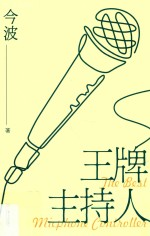 今波
著
王牌
The Best
主持人
Micphone Controller